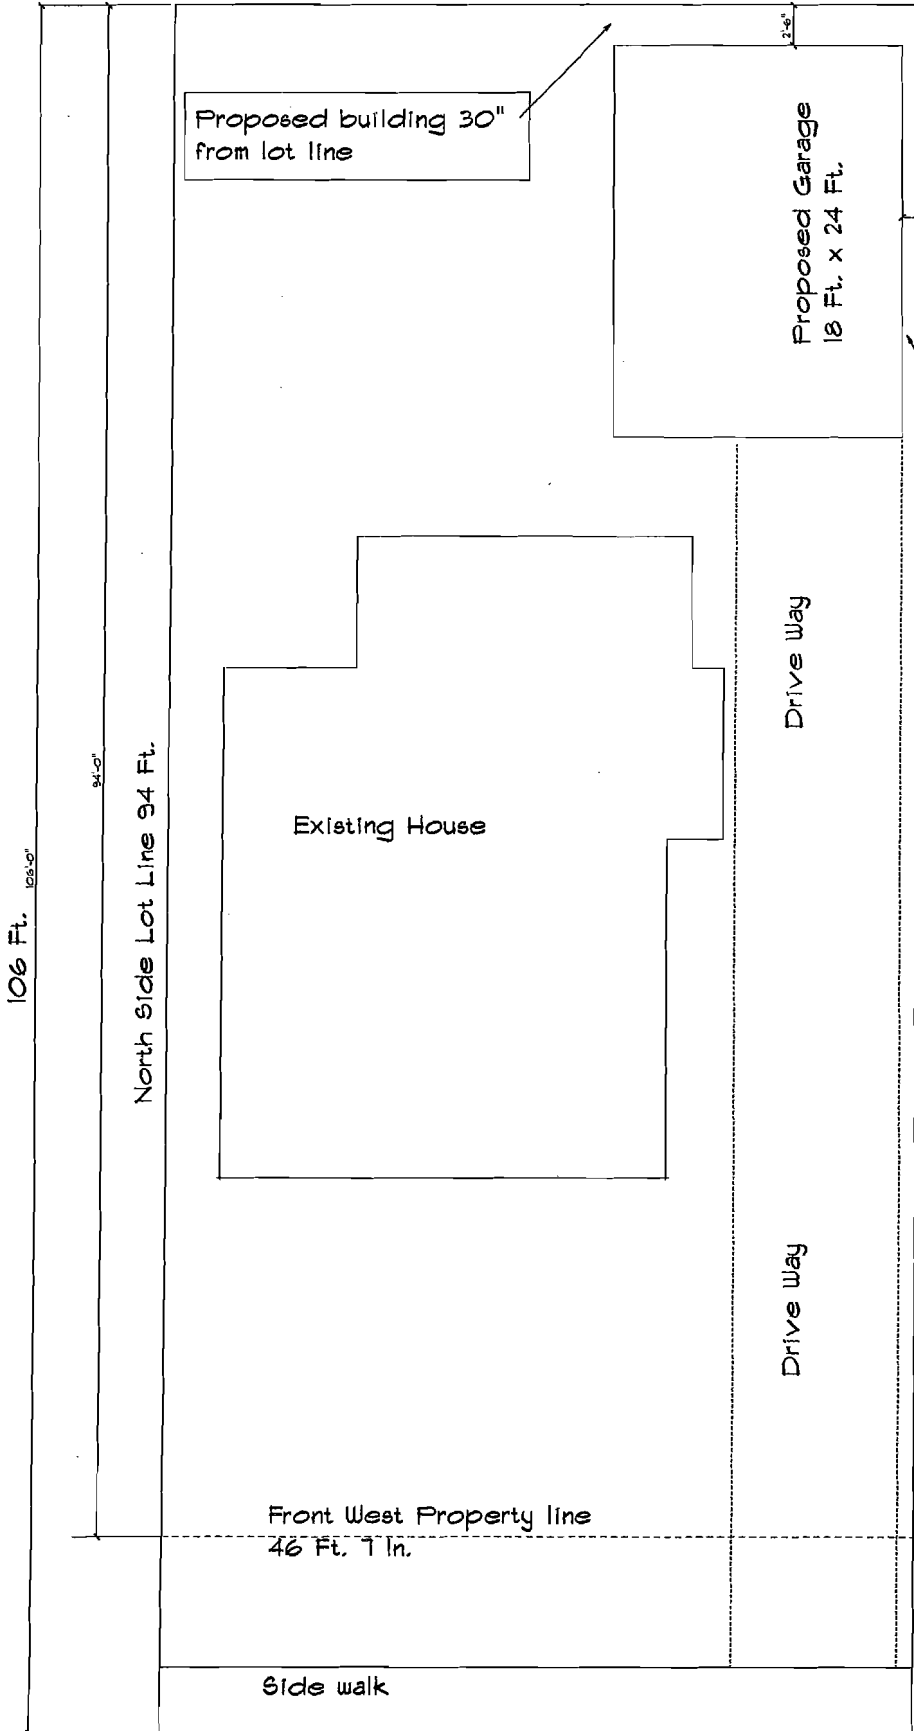 2'-6"
Proposed building 30"
from lot line
Proposed Garage
18 Ft. x 24 Ft.
Drive Way
94'-0"
North Side Lot Line 94 Ft.
Existing House
106'-0"
106 Ft.
Drive Way
Front West Property line
46 Ft. 7 In.
Side walk